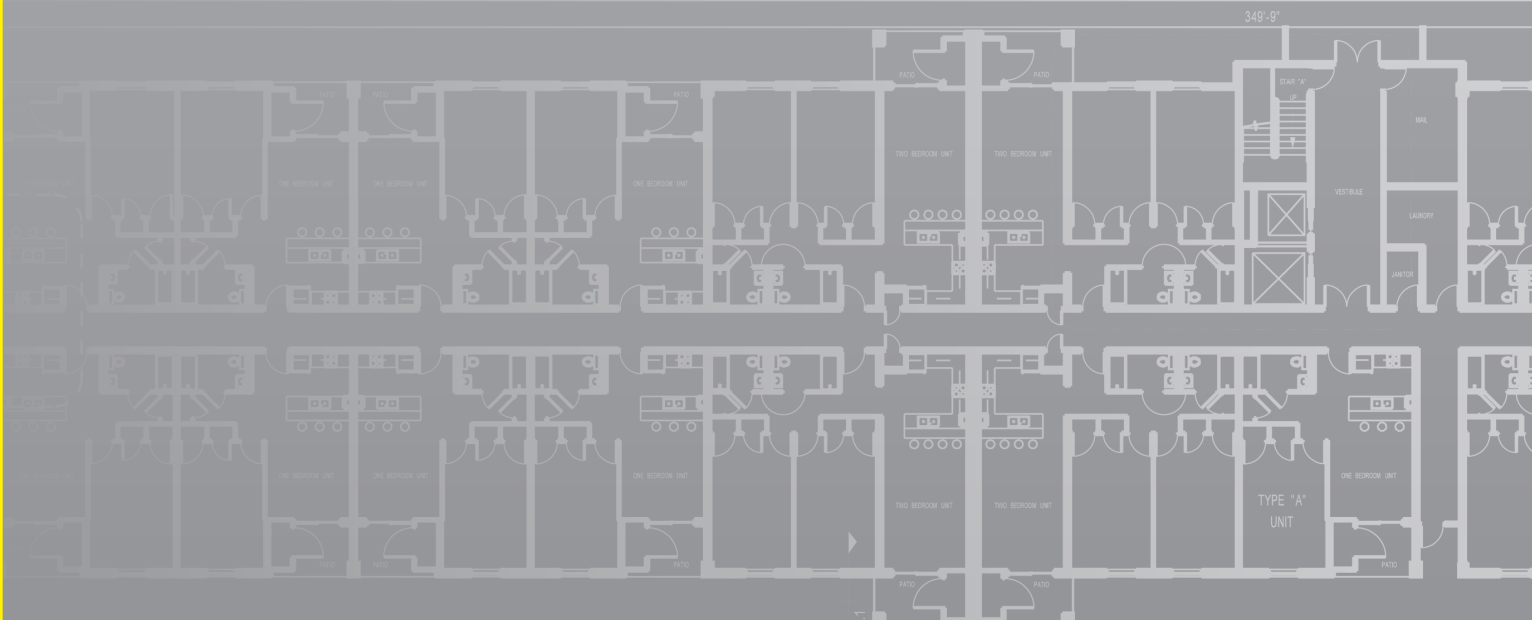 349'-9"
PATIO
PATIO
STAIR "A"
UP
PATIO
PATIO
PATIO
MAIL
TWO BEDROOM UNIT
TWO BEDROOM UNIT
ONE BEDROOM UNIT
ONE BEDROOM UNIT
ONE BEDROOM UNIT
VESTIBULE
LAUNDRY
JANITOR
ONE BEDROOM UNIT
ONE BEDROOM UNIT
ONE BEDROOM UNIT
ONE BEDROOM UNIT
TYPE "A"
UNIT
TWO BEDROOM UNIT
TWO BEDROOM UNIT
PATIO
PATIO
PATIO
PATIO
PATIO
PATIO